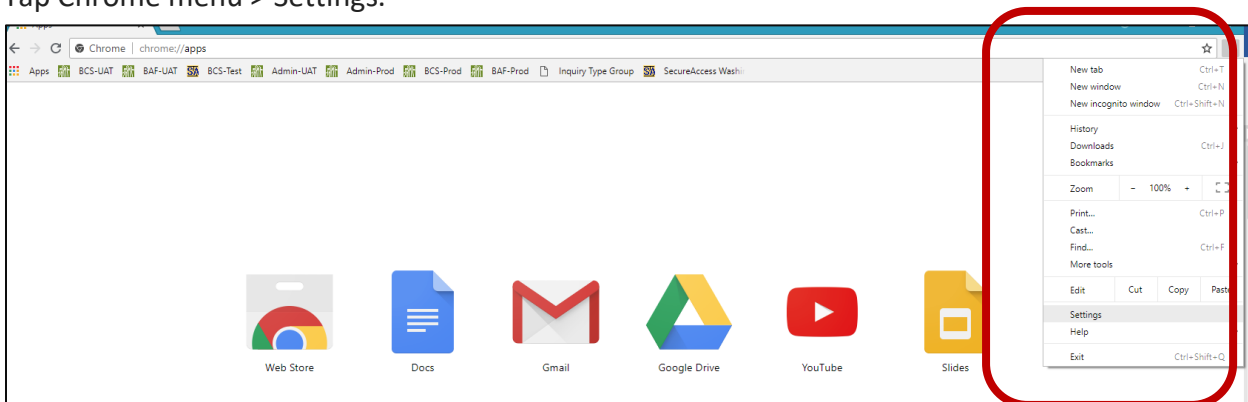 Tap Chrome menu > Settings.
Apps
Chrome | chrome://apps
Apps BCS-UAT BAF-UAT BCS-Test Admin-UAT Admin-Prod BCS-Prod BAF-Prod Inquiry Type Group SecureAccess Washi
New tab Ctrl+T
New window Ctrl+N
New incognito window Ctrl+Shift+N
History
Downloads Ctrl+J
Bookmarks
Zoom - 100% +
Print... Ctrl+P
Cast...
Find... Ctrl+F
More tools
Edit Cut Copy Paste
Settings
Help
Exit Ctrl+Shift+Q
Web Store Docs Gmail Google Drive YouTube Slides